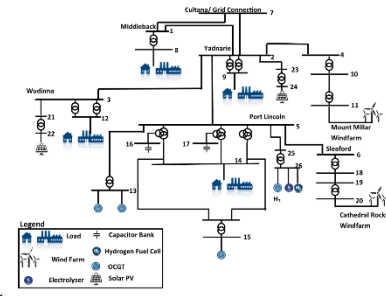 Cultana/ Grid Connection
7
Middleback
1
8
Yadnarie
2
4
9
23
24
10
11
Mount Millar
Windfarm
Wudinna
3
21
22
12
Port Lincoln
5
16
17
14
25
26
H₂
13
15
Sleaford
6
18
19
20
Cathedral Rocks
Windfarm
Legend
Load
Capacitor Bank
Wind Farm
Hydrogen Fuel Cell
OCGT
Electrolyser
Solar PV